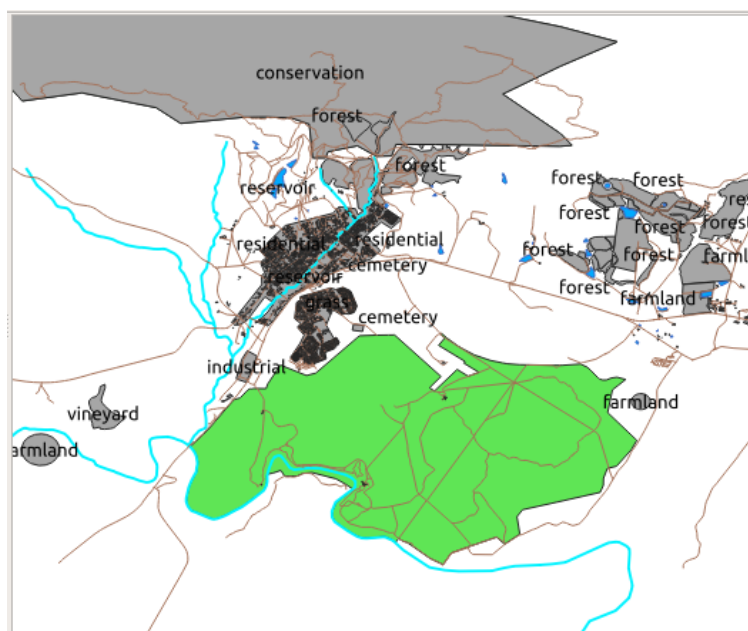 conservation
forest
forest
reservoir
forest
forest
forest
forest
forest
residential
residential
reservoir
cemetery
forest
forest
farmland
forest
grass
farmland
cemetery
industrial
vineyard
farmland
armland